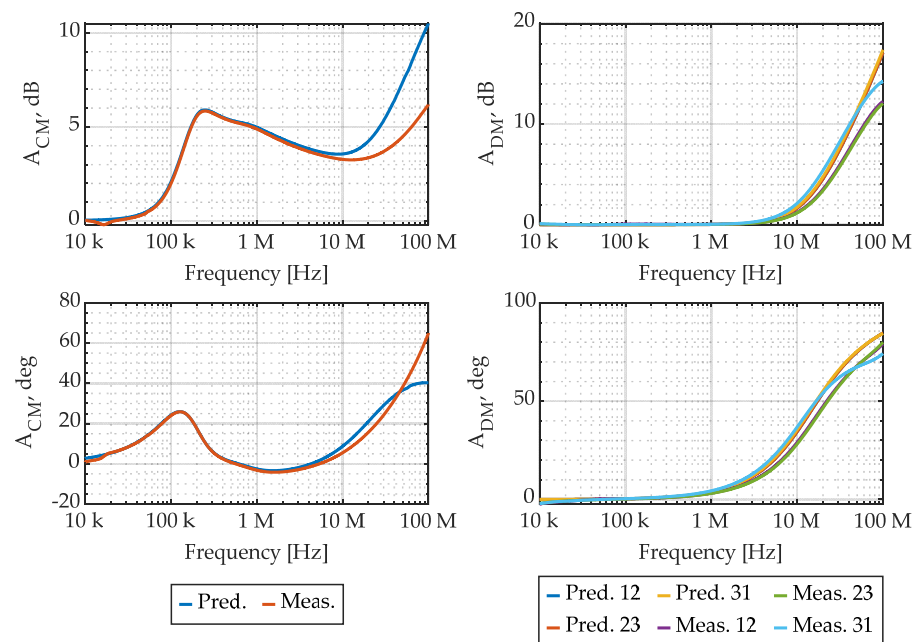 10
5
0
10 k 100 k 1 M 10 M 100 M
Frequency [Hz]
A_CM, dB
20
10
0
10 k 100 k 1 M 10 M 100 M
Frequency [Hz]
A_DM, dB
80
60
40
20
0
-20
10 k 100 k 1 M 10 M 100 M
Frequency [Hz]
A_CM, deg
100
50
0
10 k 100 k 1 M 10 M 100 M
Frequency [Hz]
A_DM, deg
Pred. Meas.
Pred. 12 Pred. 31 Meas. 23
Pred. 23 Meas. 12 Meas. 31